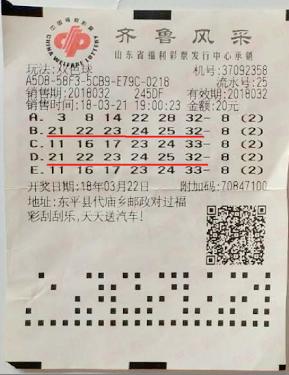 中国福利彩票
CHINA WELFARE LOTTERY
齐鲁风采
山东省福利彩票发行中心承销
玩法:双色球 机号:37092358
A5D8-58F3-5CB9-E79C-0218 流水号:25
销售期:2018032 245DF 有效期:2018032
销售时:18-03-21 19:00:23 金额:20元
A. 3 8 14 22 28 32- 8 (2)
B. 21 22 23 24 25 32- 8 (2)
C. 11 16 17 23 24 33- 8 (2)
D. 21 22 23 24 25 32- 8 (2)
E. 11 16 17 23 24 33- 8 (2)
开奖日期:18年03月22日 附加码:70847100
地址:东平县代庙乡邮政对过福
彩刮刮乐,天天送汽车!